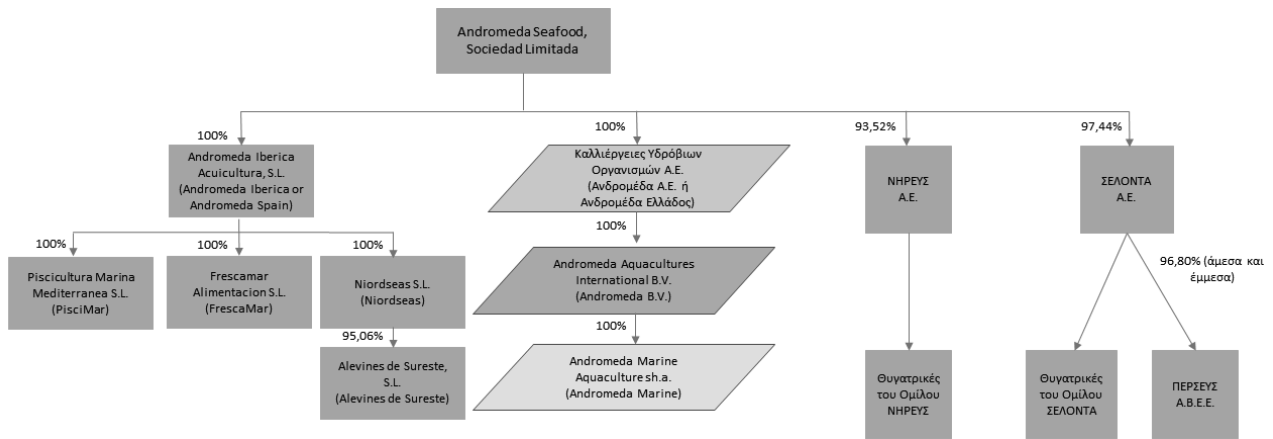 Andromeda Seafood,
Sociedad Limitada
100%
100%
93,52%
97,44%
Andromeda Iberica
Acuicultura, S.L.
(Andromeda Iberica or
Andromeda Spain)
Καλλιέργειες Υδρόβιων
Οργανισμών Α.Ε.
(Ανδρομέδα Α.Ε. ή
Ανδρομέδα Ελλάδος)
ΝΗΡΕΥΣ
Α.Ε.
ΣΕΛΟΝΤΑ
Α.Ε.
100%
100%
100%
100%
96,80% (άμεσα και
έμμεσα)
Piscicultura Marina
Mediterranea S.L.
(PisciMar)
Frescamar
Alimentacion S.L.
(FrescaMar)
Niordseas S.L.
(Niordseas)
Andromeda Aquacultures
International B.V.
(Andromeda B.V.)
95,06%
100%
Alevines de Sureste,
S.L.
(Alevines de Sureste)
Andromeda Marine
Aquaculture sh.a.
(Andromeda Marine)
Θυγατρικές
του Ομίλου
ΝΗΡΕΥΣ
Θυγατρικές
του Ομίλου
ΣΕΛΟΝΤΑ
ΠΕΡΣΕΥΣ
Α.Β.Ε.Ε.